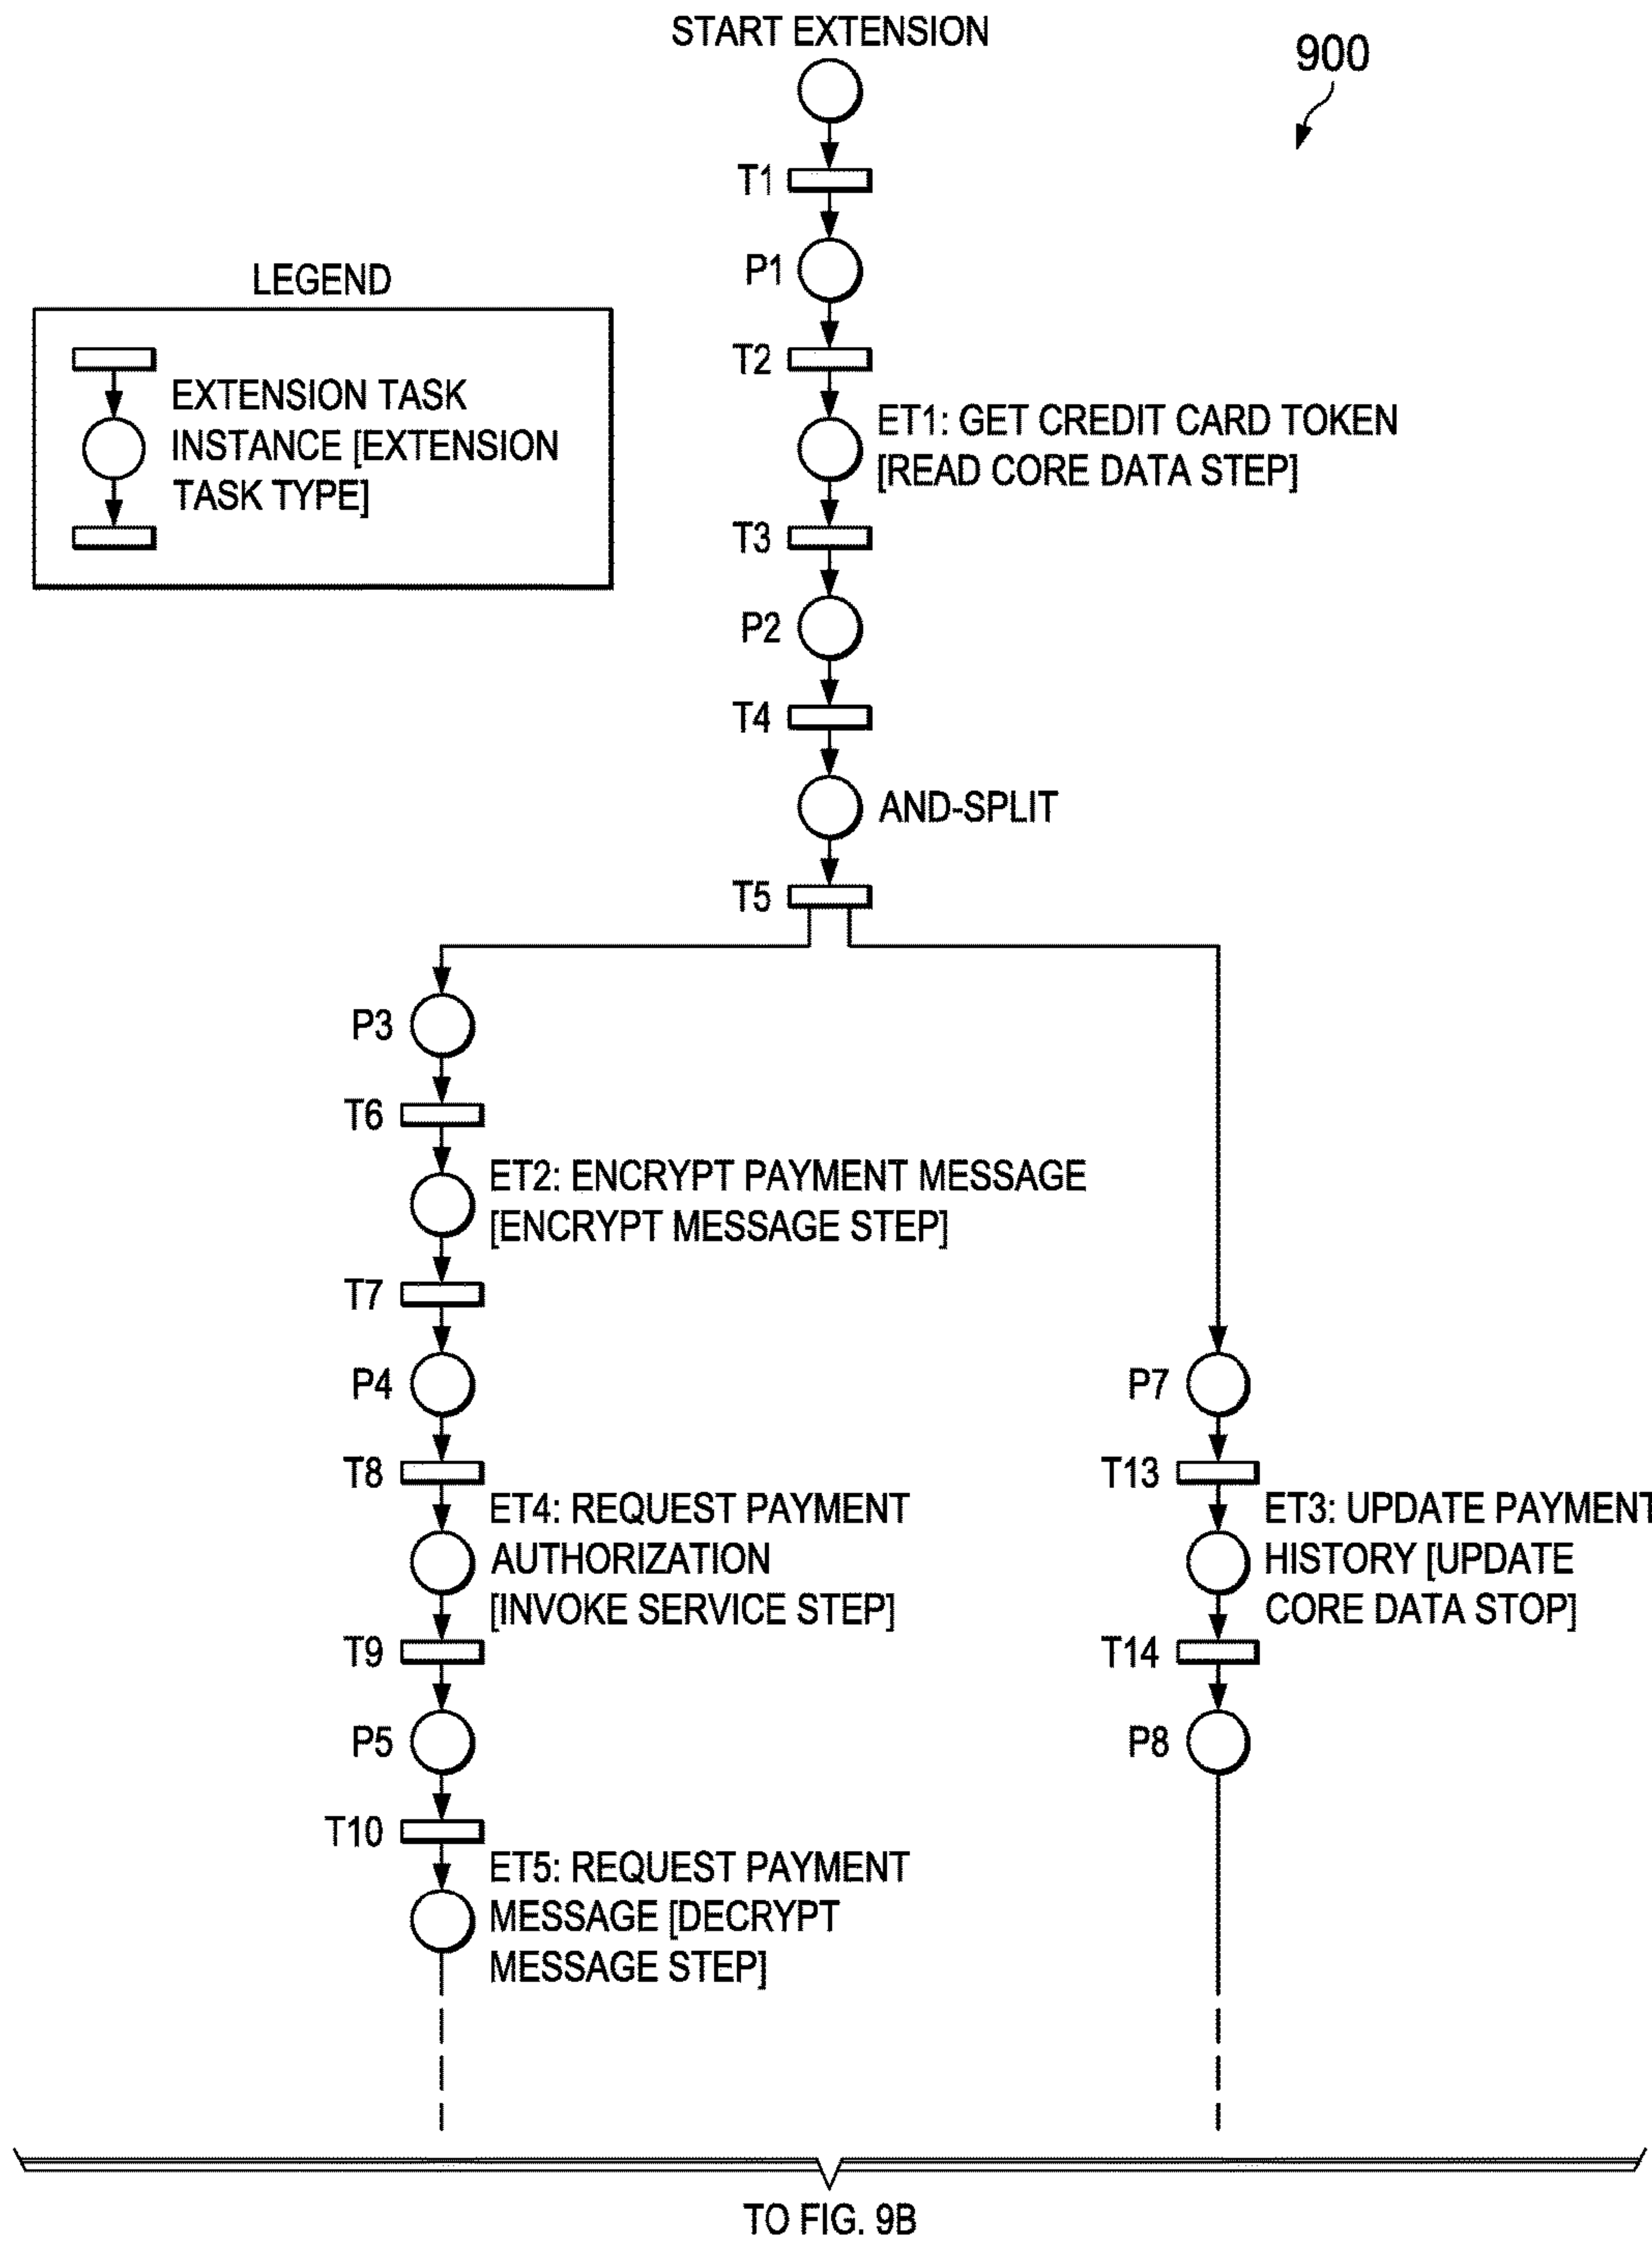 START EXTENSION
900
T1
P1
LEGEND
EXTENSION TASK
INSTANCE [EXTENSION
TASK TYPE]
T2
ET1: GET CREDIT CARD TOKEN
[READ CORE DATA STEP]
T3
P2
T4
AND-SPLIT
T5
P3
T6
ET2: ENCRYPT PAYMENT MESSAGE
[ENCRYPT MESSAGE STEP]
T7
P4
T8
ET4: REQUEST PAYMENT
AUTHORIZATION
[INVOKE SERVICE STEP]
T9
P5
T10
ET5: REQUEST PAYMENT
MESSAGE [DECRYPT
MESSAGE STEP]
P7
T13
ET3: UPDATE PAYMENT
HISTORY [UPDATE
CORE DATA STOP]
T14
P8
TO FIG. 9B